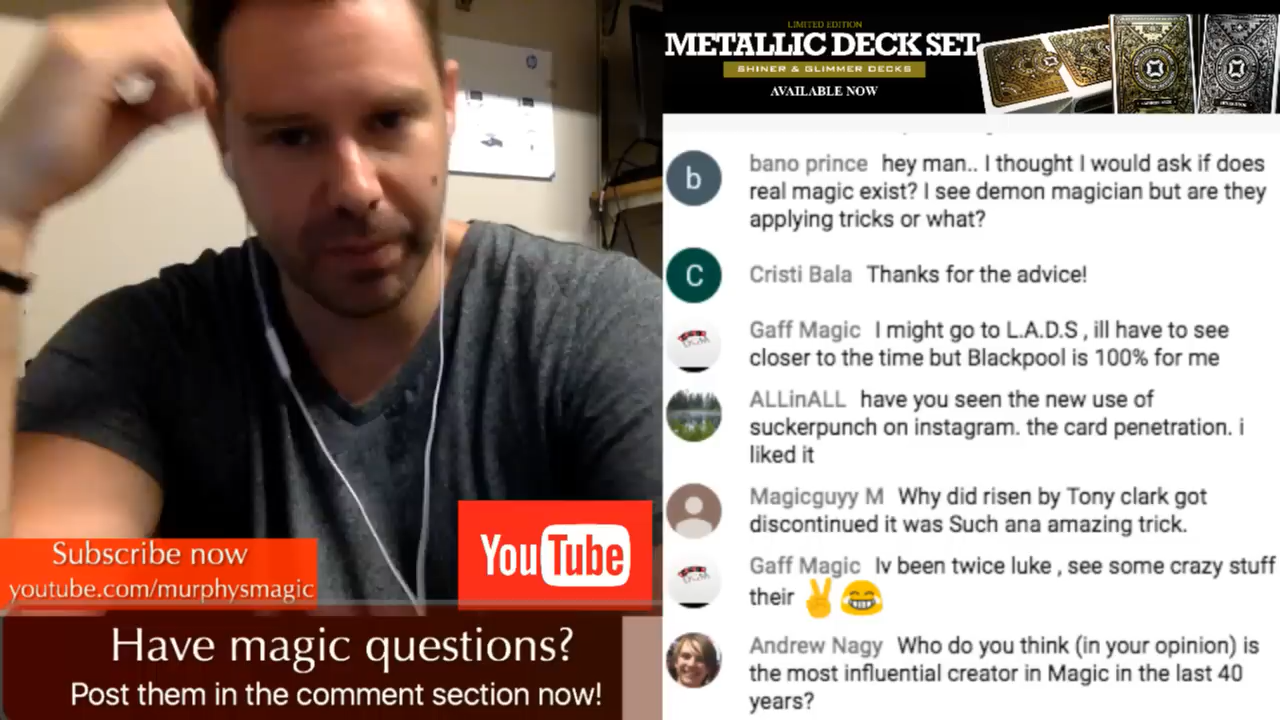 LIMITED EDITION
METALLIC DECK SET
SHINER & GLIMMER DECKS
AVAILABLE NOW
bano prince hey man.. I thought I would ask if does
real magic exist? I see demon magician but are they
applying tricks or what?
C
Cristi Bala Thanks for the advice!
Gaff Magic I might go to L.A.D.S , ill have to see
closer to the time but Blackpool is 100% for me
ALLinALL have you seen the new use of
suckerpunch on instagram. the card penetration. i
liked it
Magicguyy M Why did risen by Tony clark got
discontinued it was Such ana amazing trick.
Gaff Magic Iv been twice luke , see some crazy stuff
their ✌️😂
Andrew Nagy Who do you think (in your opinion) is
the most influential creator in Magic in the last 40
years?
b
hp
YouTube
Subscribe now
youtube.com/murphysmagic
Have magic questions?
Post them in the comment section now!